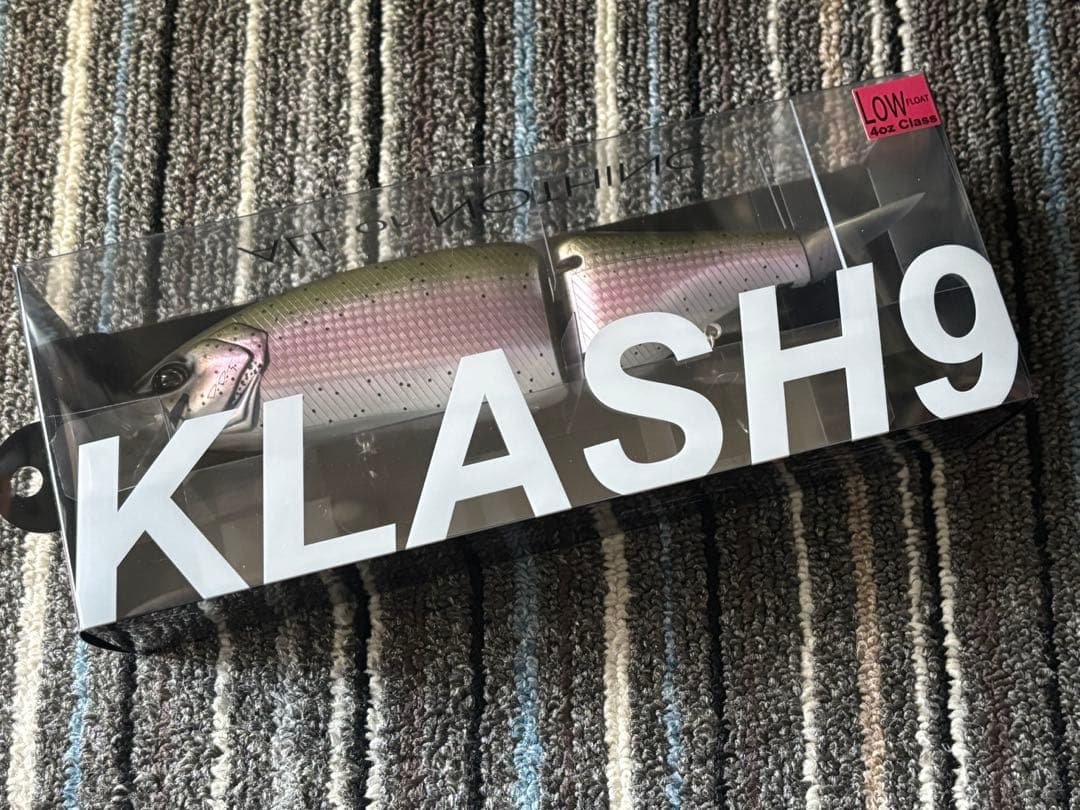 LOW FLOAT
4oz Class
ALL or NOTHING
KLASH9